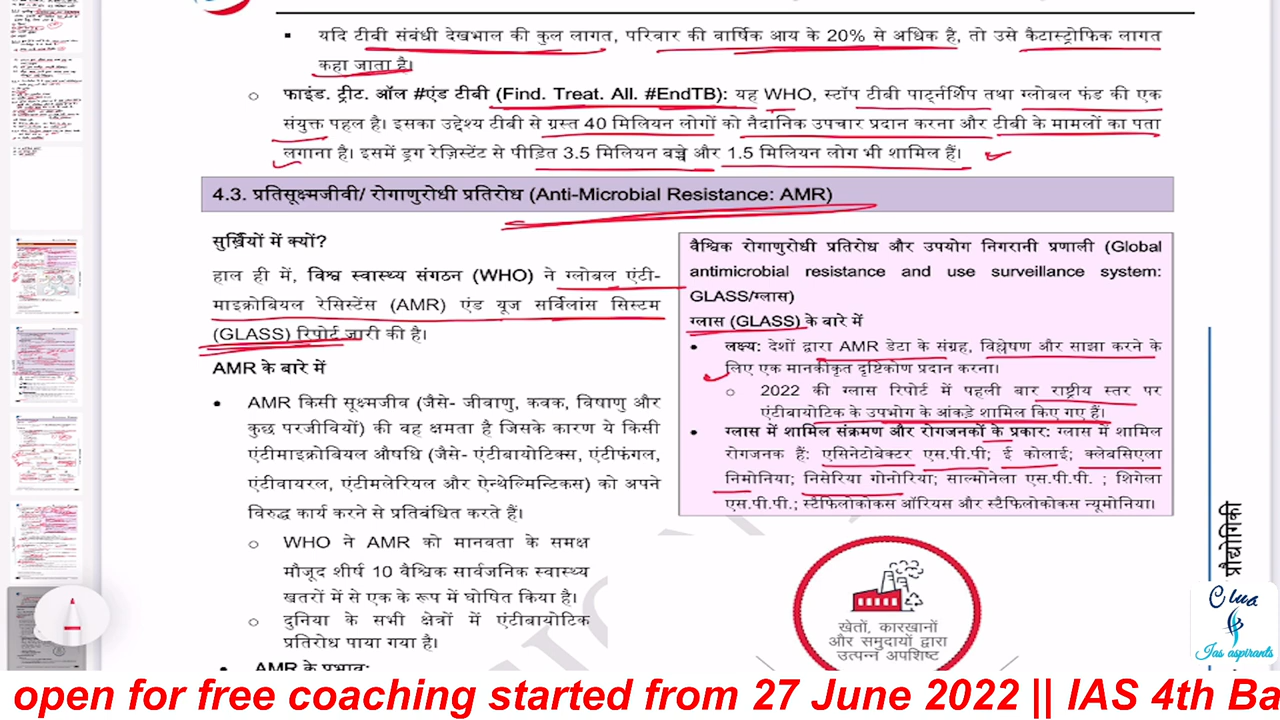 ▪ यदि टीबी संबंधी देखभाल की कुल लागत, परिवार की वार्षिक आय के 20% से अधिक है, तो उसे कैटास्ट्रोफिक लागत
कहा जाता है।
○ फाइंड. ट्रीट. ऑल #एंड टीबी (Find. Treat. All. #EndTB): यह WHO, स्टॉप टीबी पार्टनर्शिप तथा ग्लोबल फंड की एक
संयुक्त पहल है। इसका उद्देश्य टीबी से ग्रस्त 40 मिलियन लोगों को नैदानिक उपचार प्रदान करना और टीबी के मामलों का पता
लगाना है। इसमें ड्रग रेज़िस्टेंट से पीड़ित 3.5 मिलियन बच्चे और 1.5 मिलियन लोग भी शामिल हैं।
4.3. प्रतिसूक्ष्मजीवी/ रोगाणुरोधी प्रतिरोध (Anti-Microbial Resistance: AMR)
सुर्ख़ियों में क्यों?
हाल ही में, विश्व स्वास्थ्य संगठन (WHO) ने ग्लोबल एंटी-
माइक्रोबियल रेसिस्टेंस (AMR) एण्ड यूज सर्विलांस सिस्टम
(GLASS) रिपोर्ट जारी की है।
AMR के बारे में
• AMR किसी सूक्ष्मजीव (जैसे- जीवाणु, कवक, विषाणु और
कुछ परजीवियों) की वह क्षमता है जिसके कारण ये किसी
एंटीमाइक्रोबियल औषधि (जैसे- एंटीबायोटिक्स, एंटीफंगल,
एंटीवायरल, एंटीमलेरियल और ऐन्थेल्मिन्टिक्स) को अपने
विरुद्ध कार्य करने से प्रतिबंधित करते हैं।
○ WHO ने AMR को मानवता के समक्ष
मौजूद शीर्ष 10 वैश्विक सार्वजनिक स्वास्थ्य
खतरों में से एक के रूप में घोषित किया है।
○ दुनिया के सभी क्षेत्रों में एंटीबायोटिक
प्रतिरोध पाया गया है।
• AMR के प्रभाव:
वैश्विक रोगाणुरोधी प्रतिरोध और उपयोग निगरानी प्रणाली (Global
antimicrobial resistance and use surveillance system:
GLASS/ग्लास)
ग्लास (GLASS) के बारे में
• लक्ष्य: देशों द्वारा AMR डेटा के संग्रह, विश्लेषण और साझा करने के
लिए एक मानकीकृत दृष्टिकोण प्रदान करना।
○ 2022 की ग्लास रिपोर्ट में पहली बार राष्ट्रीय स्तर पर
एंटीबायोटिक के उपभोग के आंकड़े शामिल किए गए हैं।
• ग्लास में शामिल संक्रमण और रोगजनकों के प्रकार: ग्लास में शामिल
हैं: एसिनेटोबैक्टर एस.पी.पी; ई कोलाई; क्लेबसिएला
निमोनिया; निसेरिया गोनोरिया; साल्मोनेला एस.पी.पी. ; शिगेला
एस.पी.पी.; स्टैफिलोकोकस ऑरियस और स्टैफिलोकोकस न्यूमोनिया।
खेतों, कारखानों
और समुदायों द्वारा
उत्पन्न अपशिष्ट
प्रौद्योगिकी
Clue
Ias aspirants
open for free coaching started from 27 June 2022 || IAS 4th Ba